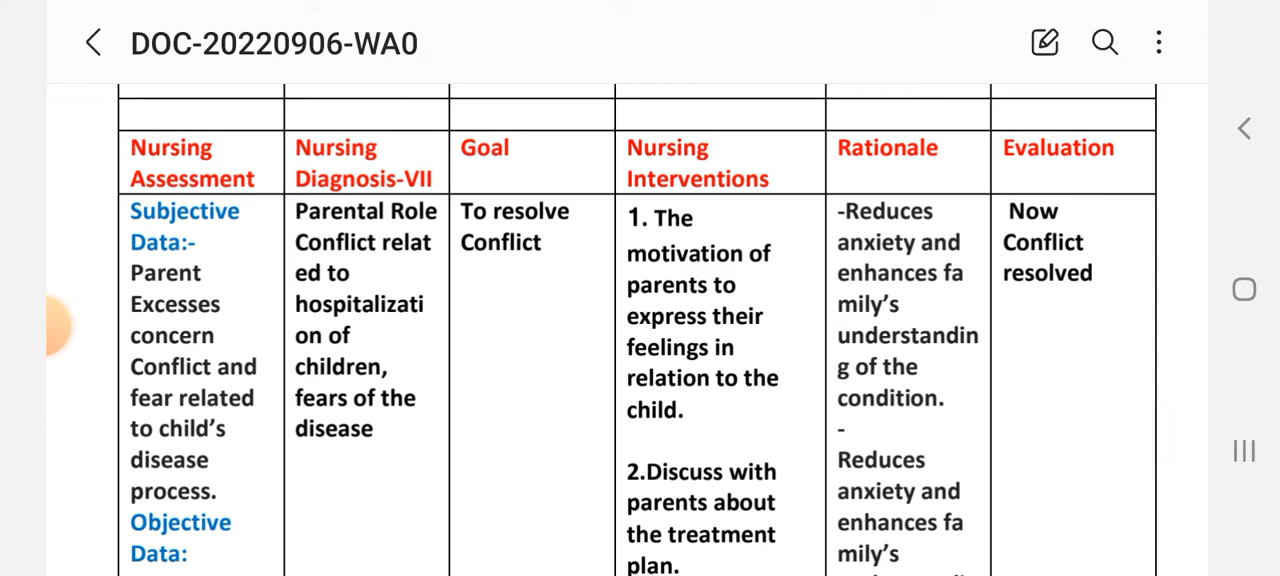 DOC-20220906-WA0
Nursing
Assessment
Nursing
Diagnosis-VII
Goal
Nursing
Interventions
Rationale
Evaluation
Subjective
Data:-
Parent
Excesses
concern
Conflict and
fear related
to child’s
disease
process.
Objective
Data:
Parental Role
Conflict relat
ed to
hospitalizati
on of
children,
fears of the
disease
To resolve
Conflict
1. The
motivation of
parents to
express their
feelings in
relation to the
child.
2.Discuss with
parents about
the treatment
plan.
-Reduces
anxiety and
enhances fa
mily’s
understandin
g of the
condition.
-
Reduces
anxiety and
enhances fa
mily’s
Now
Conflict
resolved